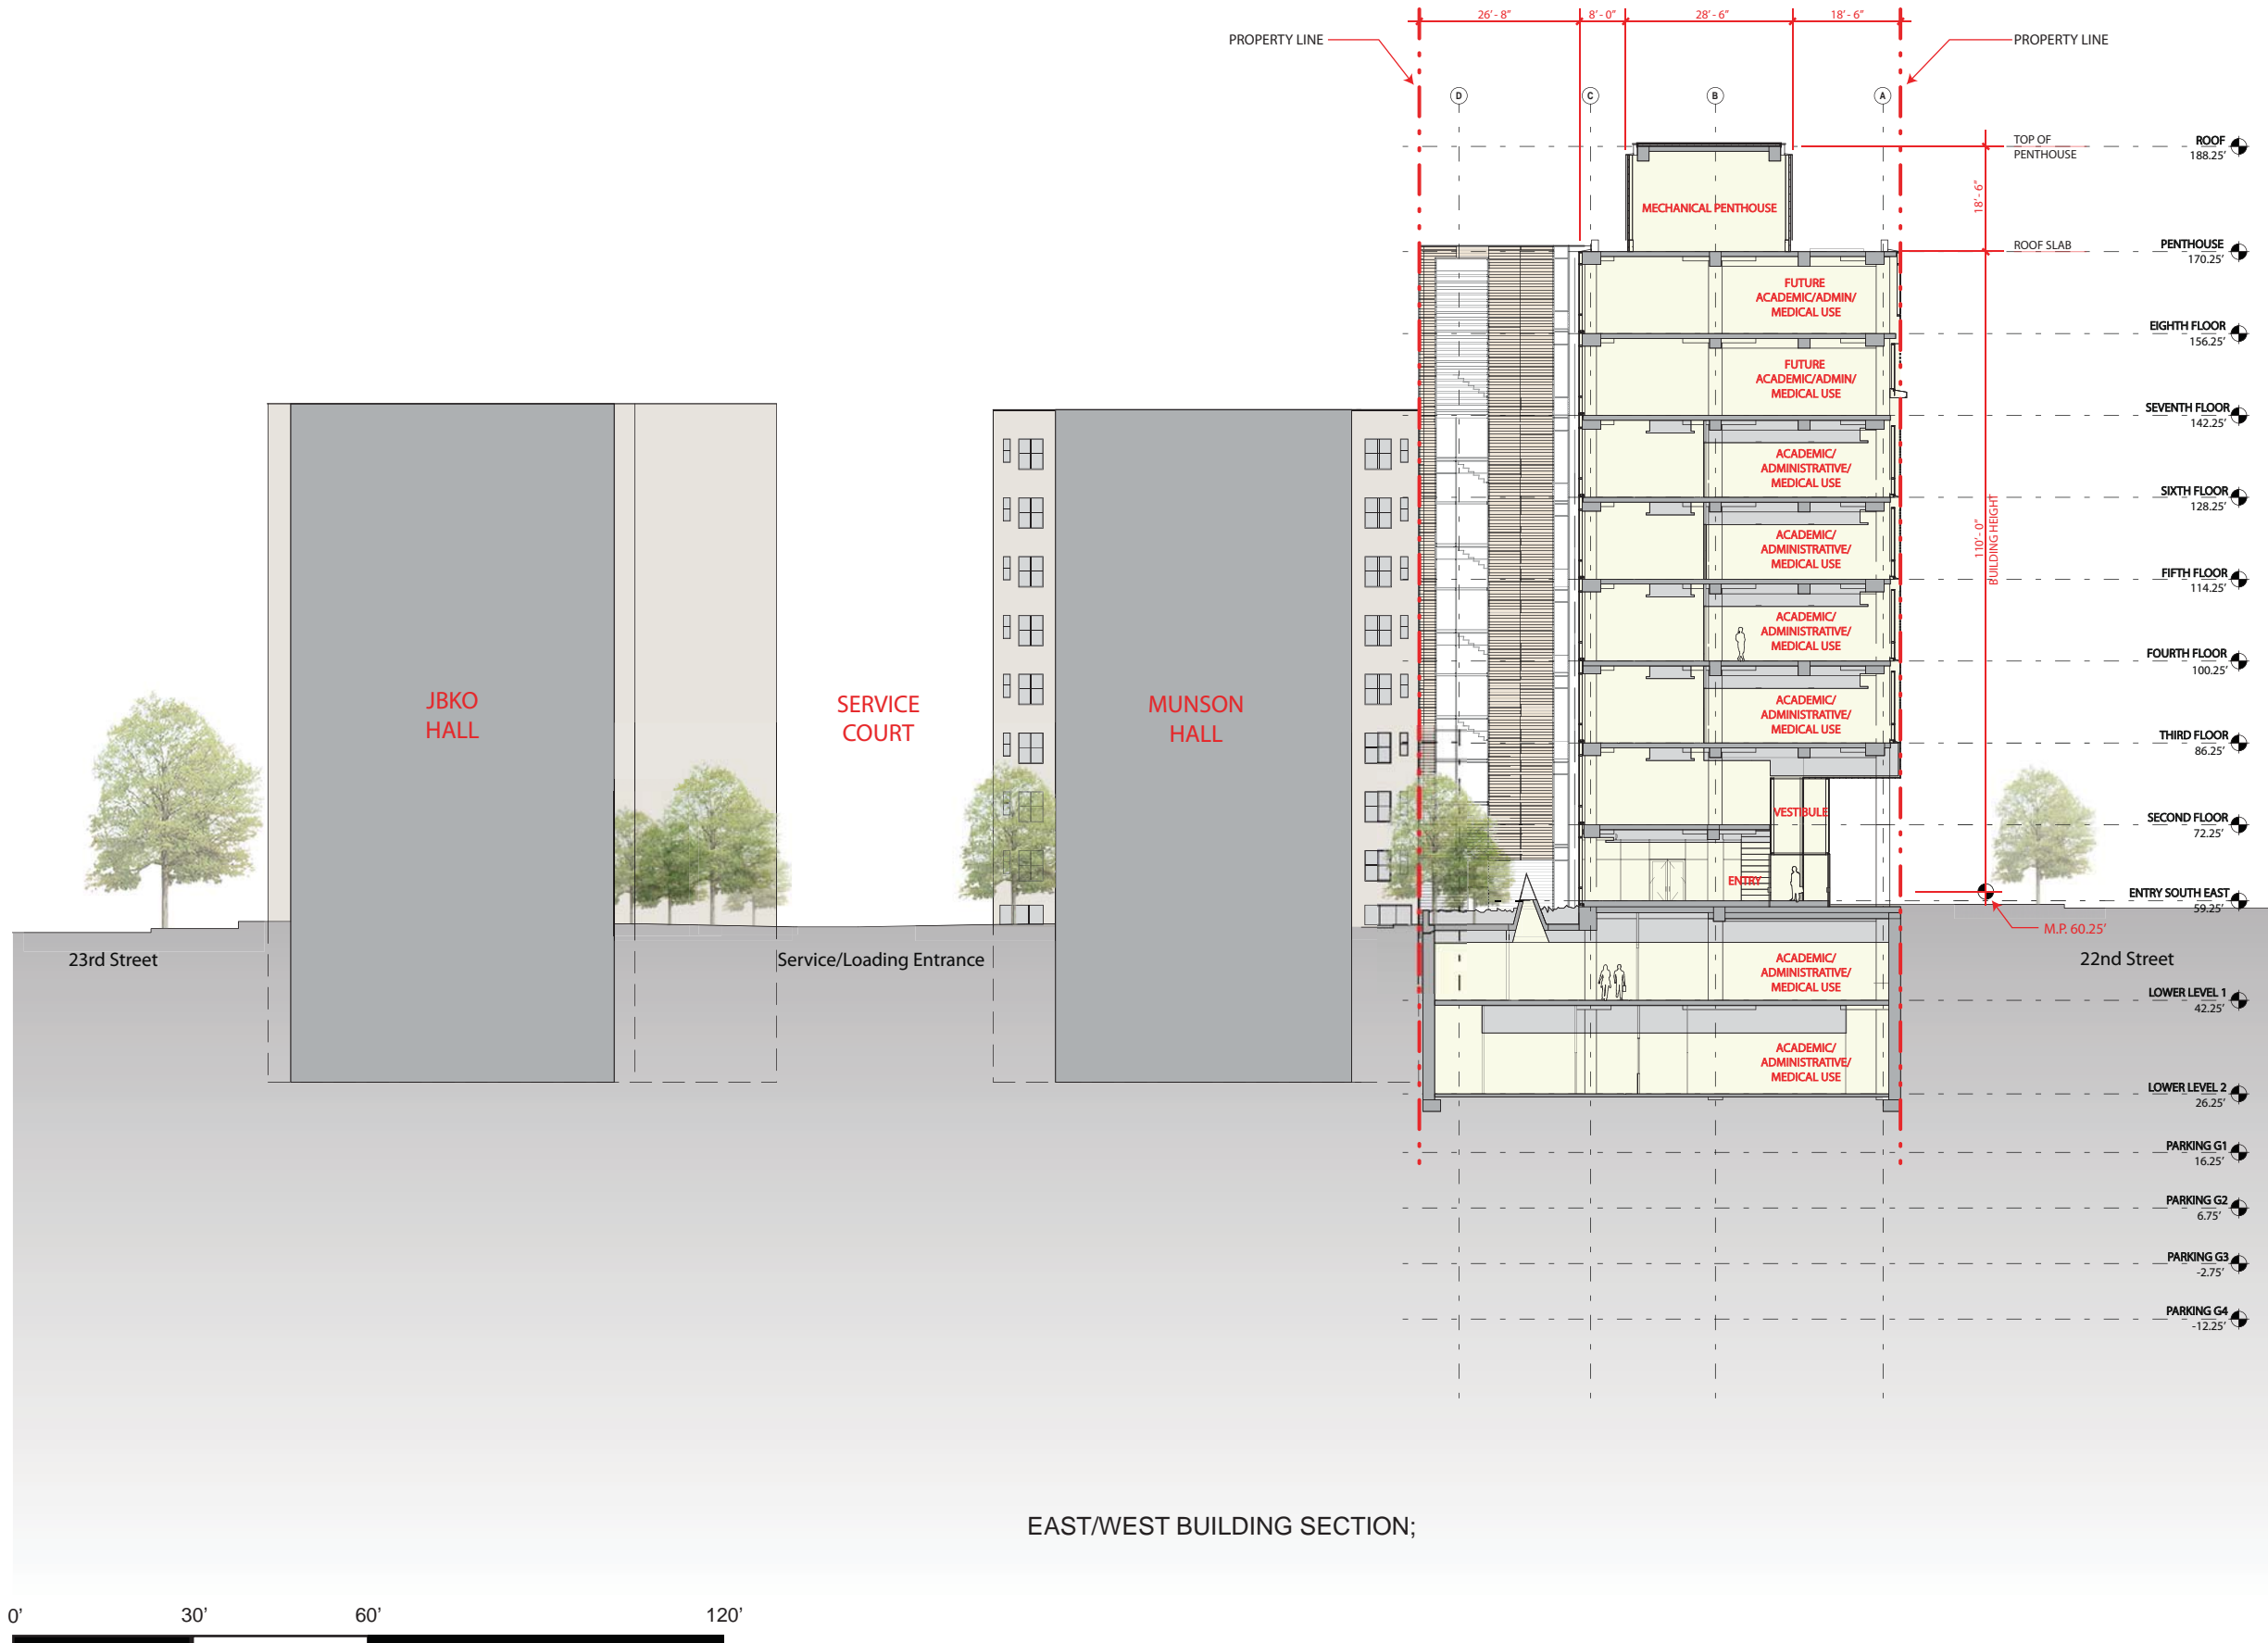 26' - 8"
8' - 0"
28' - 6"
18' - 6"
PROPERTY LINE
PROPERTY LINE
D
C
B
A
TOP OF
PENTHOUSE
ROOF
188.25'
18' - 6"
MECHANICAL PENTHOUSE
ROOF SLAB
PENTHOUSE
170.25'
FUTURE
ACADEMIC/ADMIN/
MEDICAL USE
EIGHTH FLOOR
156.25'
FUTURE
ACADEMIC/ADMIN/
MEDICAL USE
SEVENTH FLOOR
142.25'
ACADEMIC/
ADMINISTRATIVE/
MEDICAL USE
SIXTH FLOOR
128.25'
110' - 0"
BUILDING HEIGHT
ACADEMIC/
ADMINISTRATIVE/
MEDICAL USE
FIFTH FLOOR
114.25'
ACADEMIC/
ADMINISTRATIVE/
MEDICAL USE
FOURTH FLOOR
100.25'
JBKO
HALL
SERVICE
COURT
MUNSON
HALL
ACADEMIC/
ADMINISTRATIVE/
MEDICAL USE
THIRD FLOOR
86.25'
VESTIBULE
SECOND FLOOR
72.25'
ENTRY
ENTRY SOUTH EAST
59.25'
M.P. 60.25'
23rd Street
Service/Loading Entrance
22nd Street
ACADEMIC/
ADMINISTRATIVE/
MEDICAL USE
LOWER LEVEL 1
42.25'
ACADEMIC/
ADMINISTRATIVE/
MEDICAL USE
LOWER LEVEL 2
26.25'
PARKING G1
16.25'
PARKING G2
6.75'
PARKING G3
-2.75'
PARKING G4
-12.25'
EAST/WEST BUILDING SECTION;
0'
30'
60'
120'